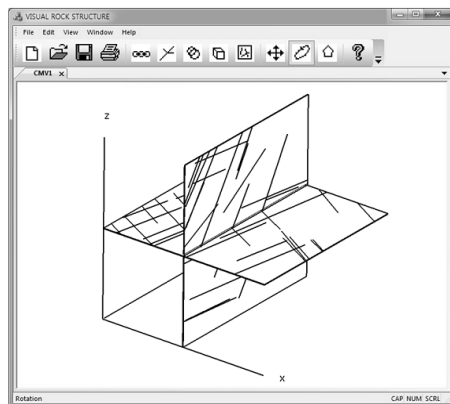 VISUAL ROCK STRUCTURE
File Edit View Window Help
CMV1 x
Z
X
Rotation CAP NUM SCRL